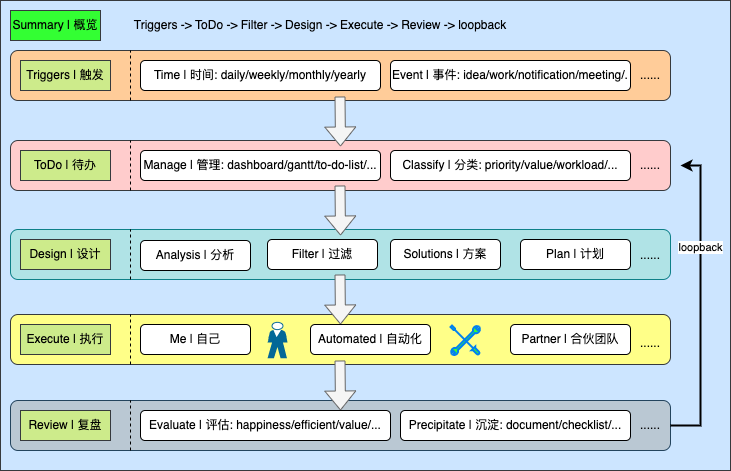 Summary | 概览
Triggers -> ToDo -> Filter -> Design -> Execute -> Review -> loopback
Triggers | 触发
Time | 时间: daily/weekly/monthly/yearly
Event | 事件: idea/work/notification/meeting/.
......
ToDo | 待办
Manage | 管理: dashboard/gantt/to-do-list/...
Classify | 分类: priority/value/workload/...
......
loopback
Design | 设计
Analysis | 分析
Filter | 过滤
Solutions | 方案
Plan | 计划
......
Execute | 执行
Me | 自己
Automated | 自动化
Partner | 合伙团队
......
Review | 复盘
Evaluate | 评估: happiness/efficient/value/...
Precipitate | 沉淀: document/checklist/...
......